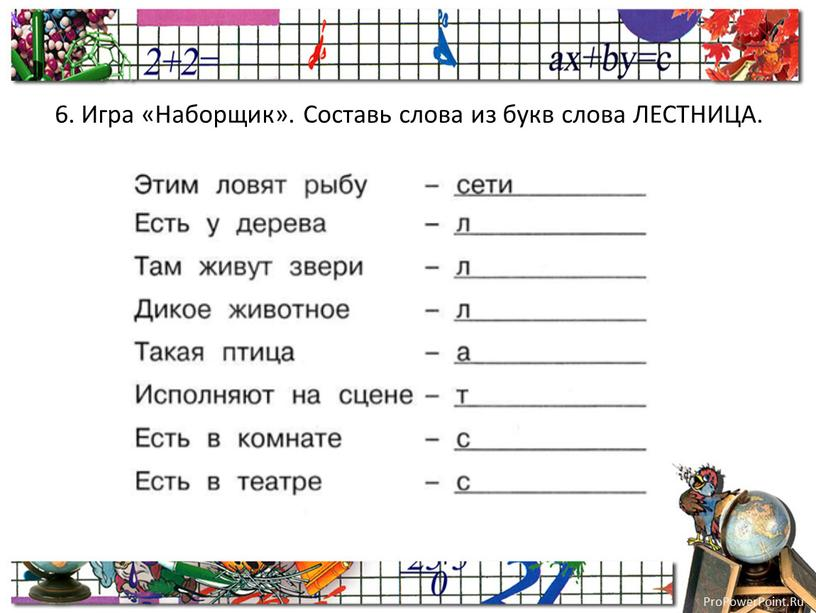 2+2=
ax+by=c
6. Игра «Наборщик». Составь слова из букв слова ЛЕСТНИЦА.
Этим ловят рыбу – сети
Есть у дерева – л
Там живут звери – л
Дикое животное – л
Такая птица – а
Исполняют на сцене – т
Есть в комнате – с
Есть в театре – с
ProPowerPoint.Ru